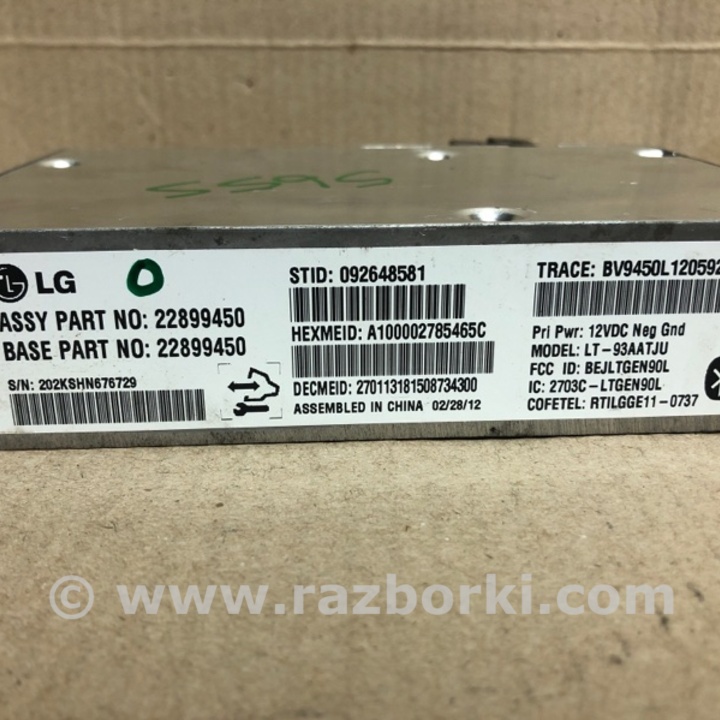 5595
LG O
ASSY PART NO: 22899450
BASE PART NO: 22899450
S/N: 202KSHN676729
STID: 092648581
HEXMEID: A100002785465C
DECMEID: 270113181508734300
ASSEMBLED IN CHINA 02/28/12
TRACE: BV9450L120592
Pri Pwr: 12VDC Neg Gnd
MODEL: LT-93AATJU
FCC ID: BEJLTGEN90L
IC: 2703C-LTGEN90L
COFETEL: RTILGGE11-0737
© www.razborki.com